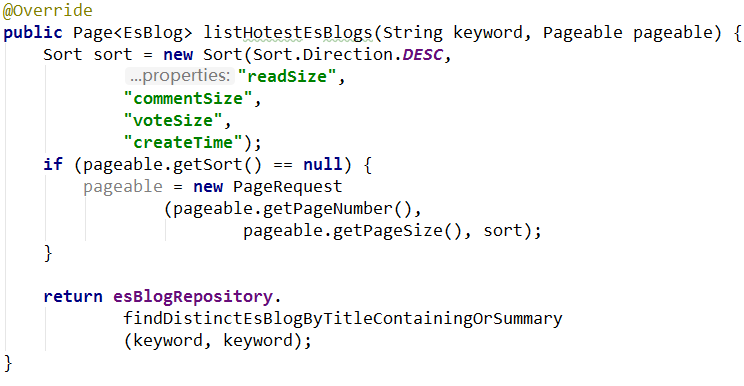 @Override
public Page<EsBlog> listHotestEsBlogs(String keyword, Pageable pageable) {
    Sort sort = new Sort(Sort.Direction.DESC,
            ...properties: "readSize",
            "commentSize",
            "voteSize",
            "createTime");
    if (pageable.getSort() == null) {
        pageable = new PageRequest
                (pageable.getPageNumber(),
                        pageable.getPageSize(), sort);
    }
    return esBlogRepository.
            findDistinctEsBlogByTitleContainingOrSummary
            (keyword, keyword);
}